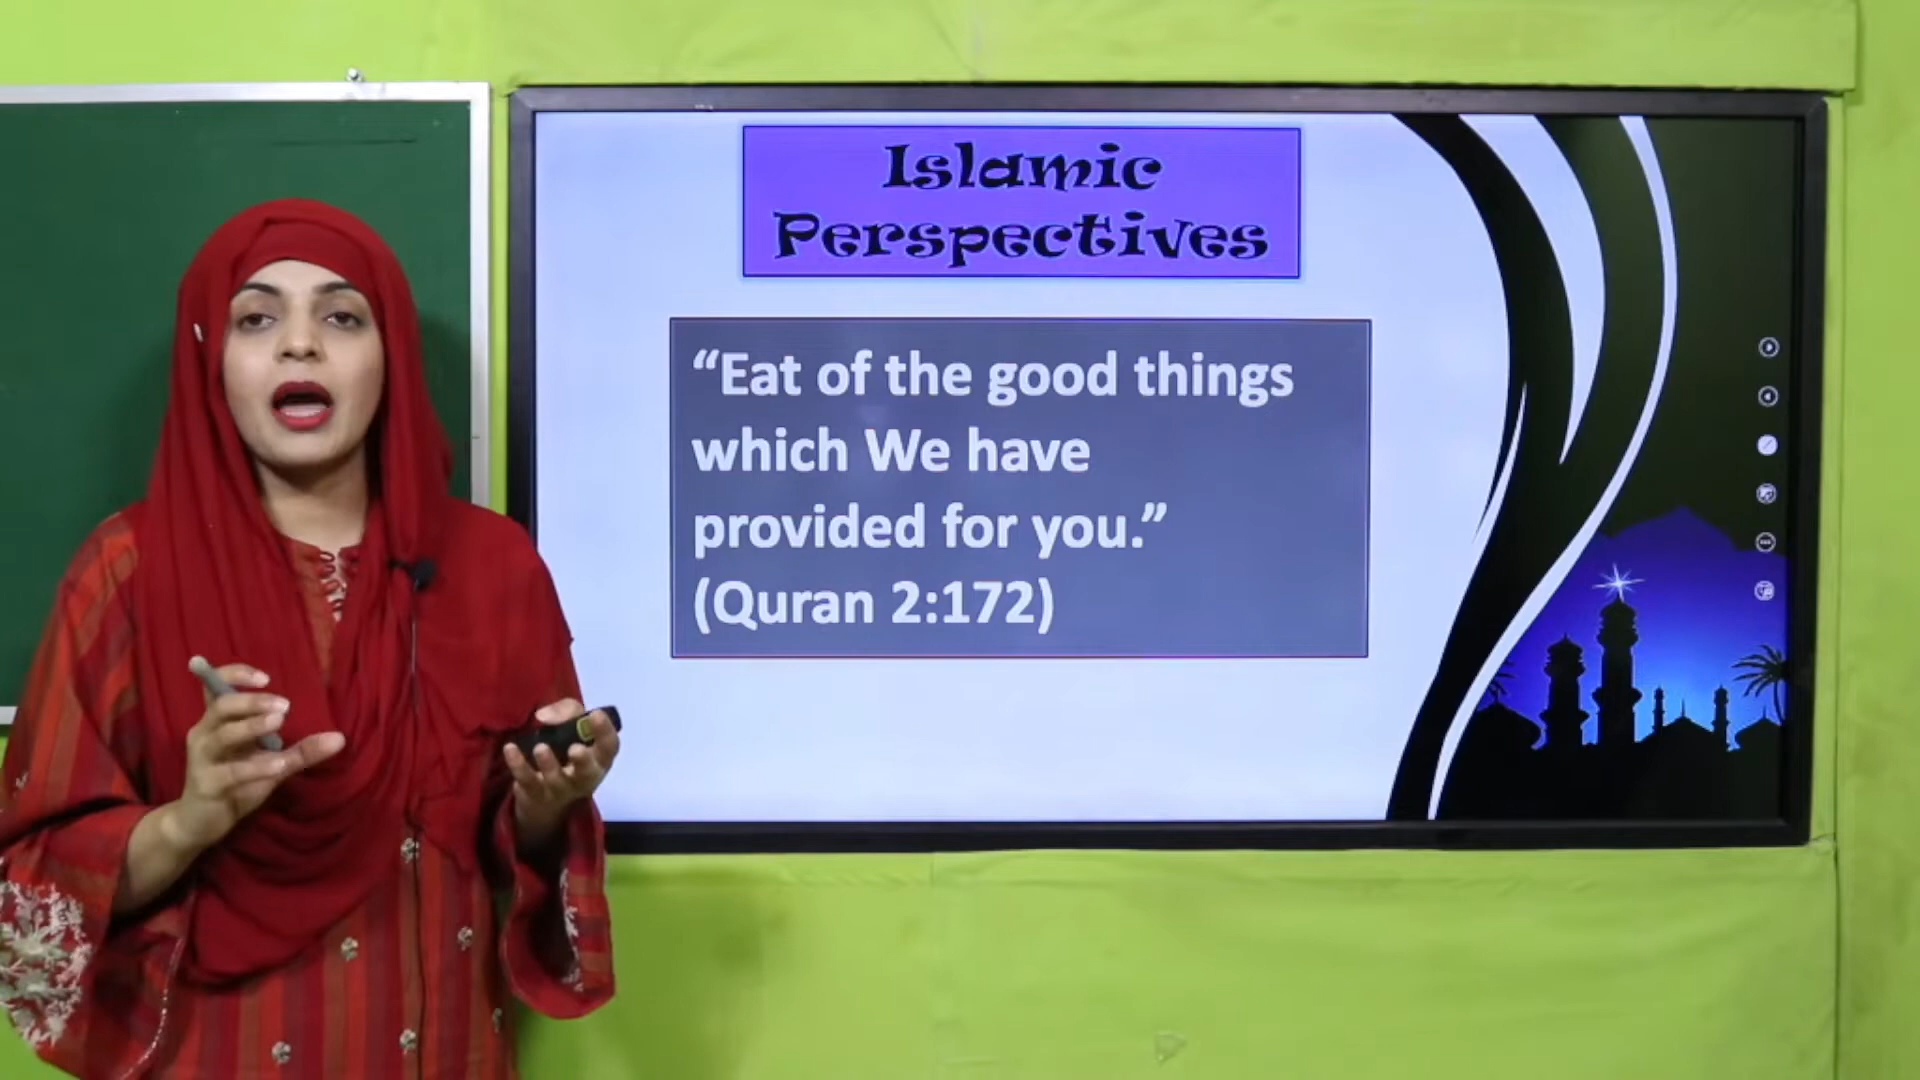 Islamic
Perspectives
“Eat of the good things
which We have
provided for you.”
(Quran 2:172)